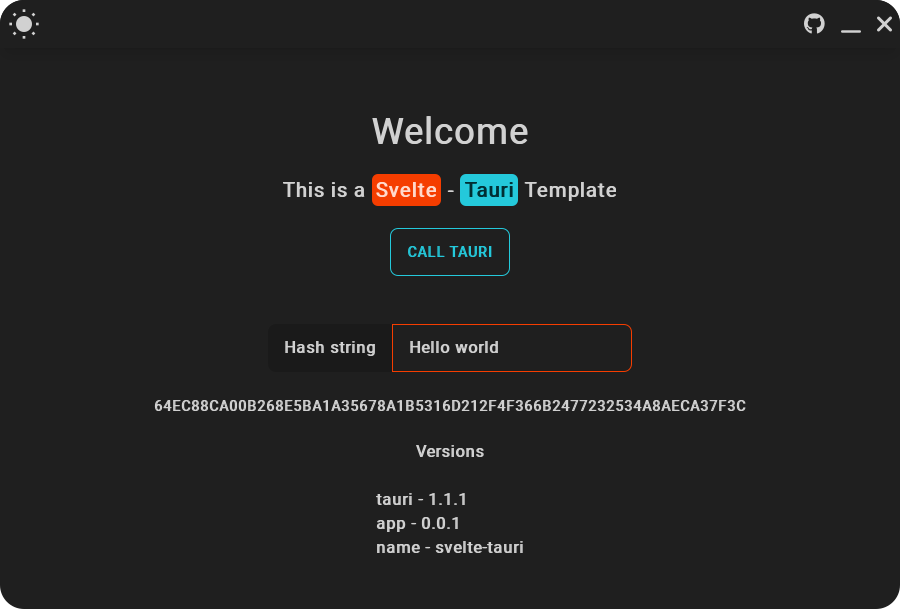 Welcome
This is a Svelte - Tauri Template
CALL TAURI
Hash string Hello world
64EC88CA00B268E5BA1A35678A1B5316D212F4F366B2477232534A8AECA37F3C
Versions
tauri - 1.1.1
app - 0.0.1
name - svelte-tauri